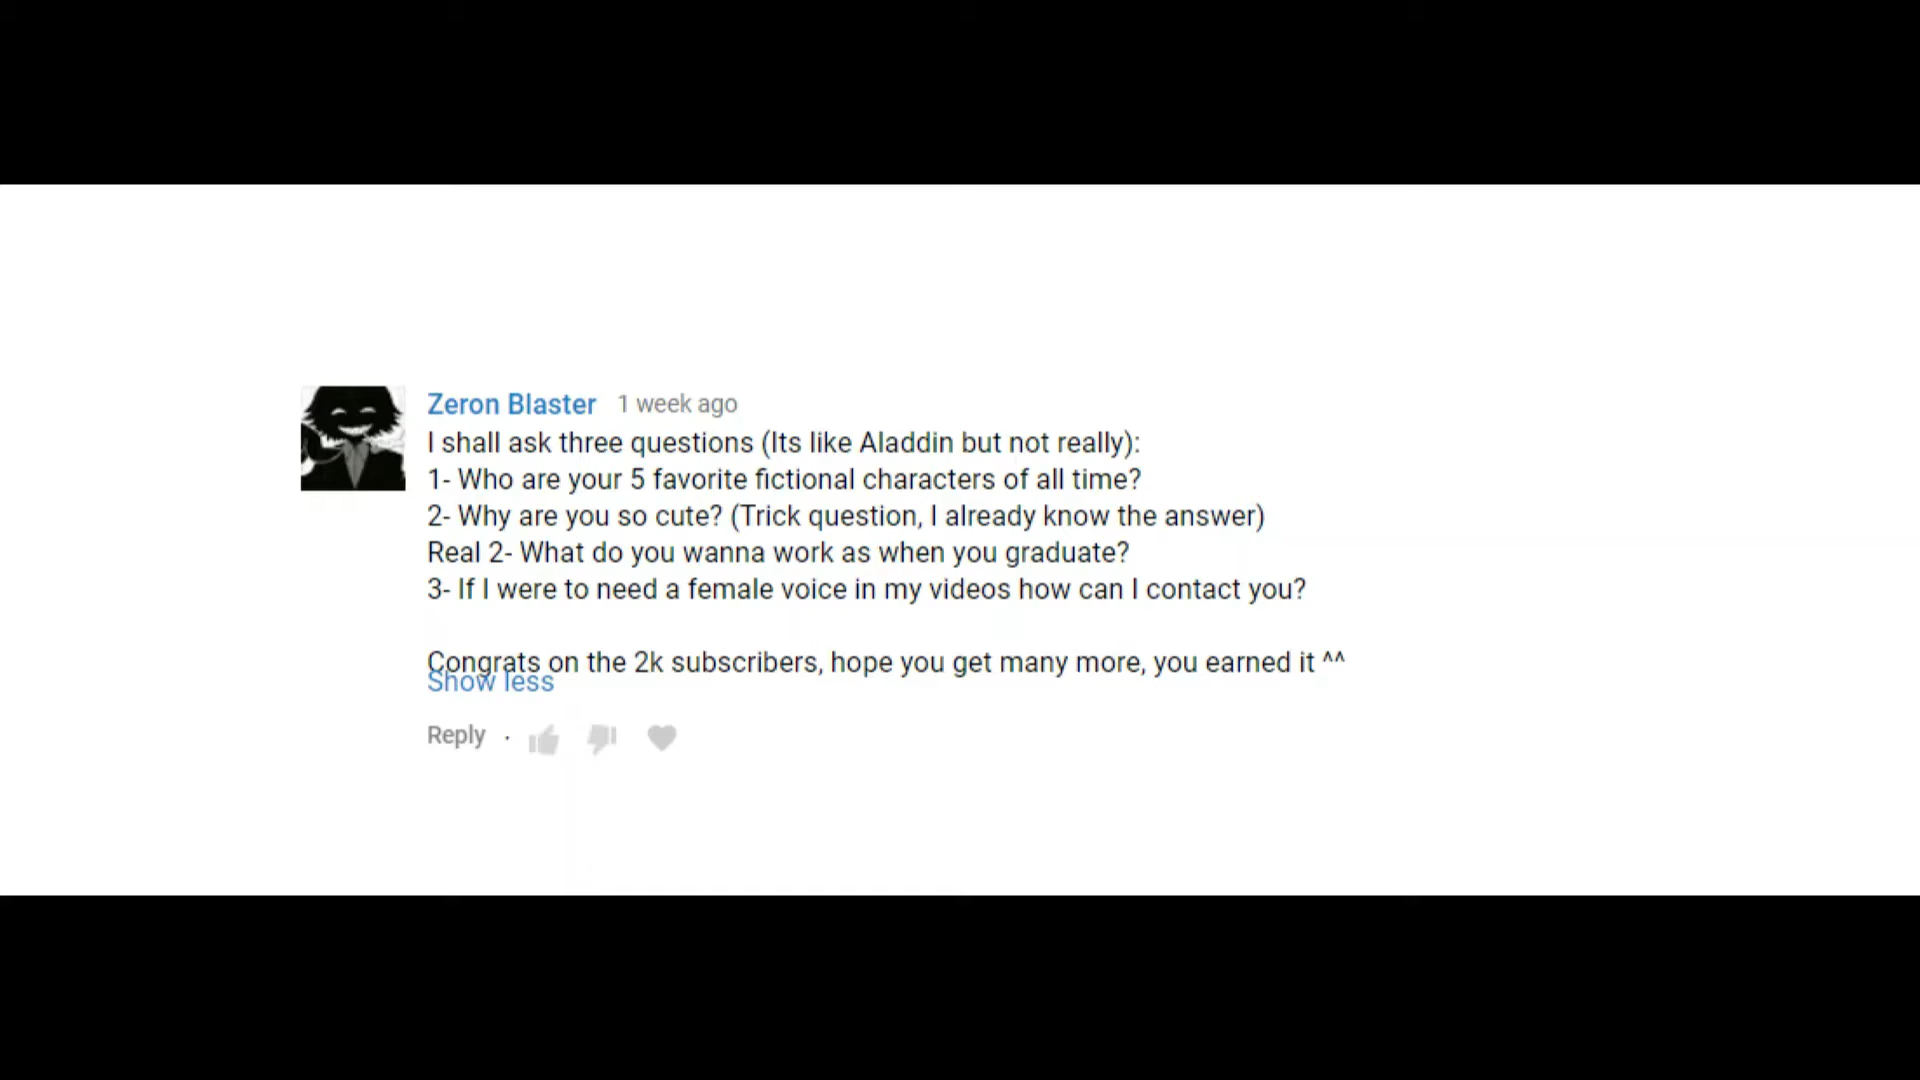 Zeron Blaster 1 week ago
I shall ask three questions (Its like Aladdin but not really):
1- Who are your 5 favorite fictional characters of all time?
2- Why are you so cute? (Trick question, I already know the answer)
Real 2- What do you wanna work as when you graduate?
3- If I were to need a female voice in my videos how can I contact you?
Congrats on the 2k subscribers, hope you get many more, you earned it ^^
Show less
Reply ·